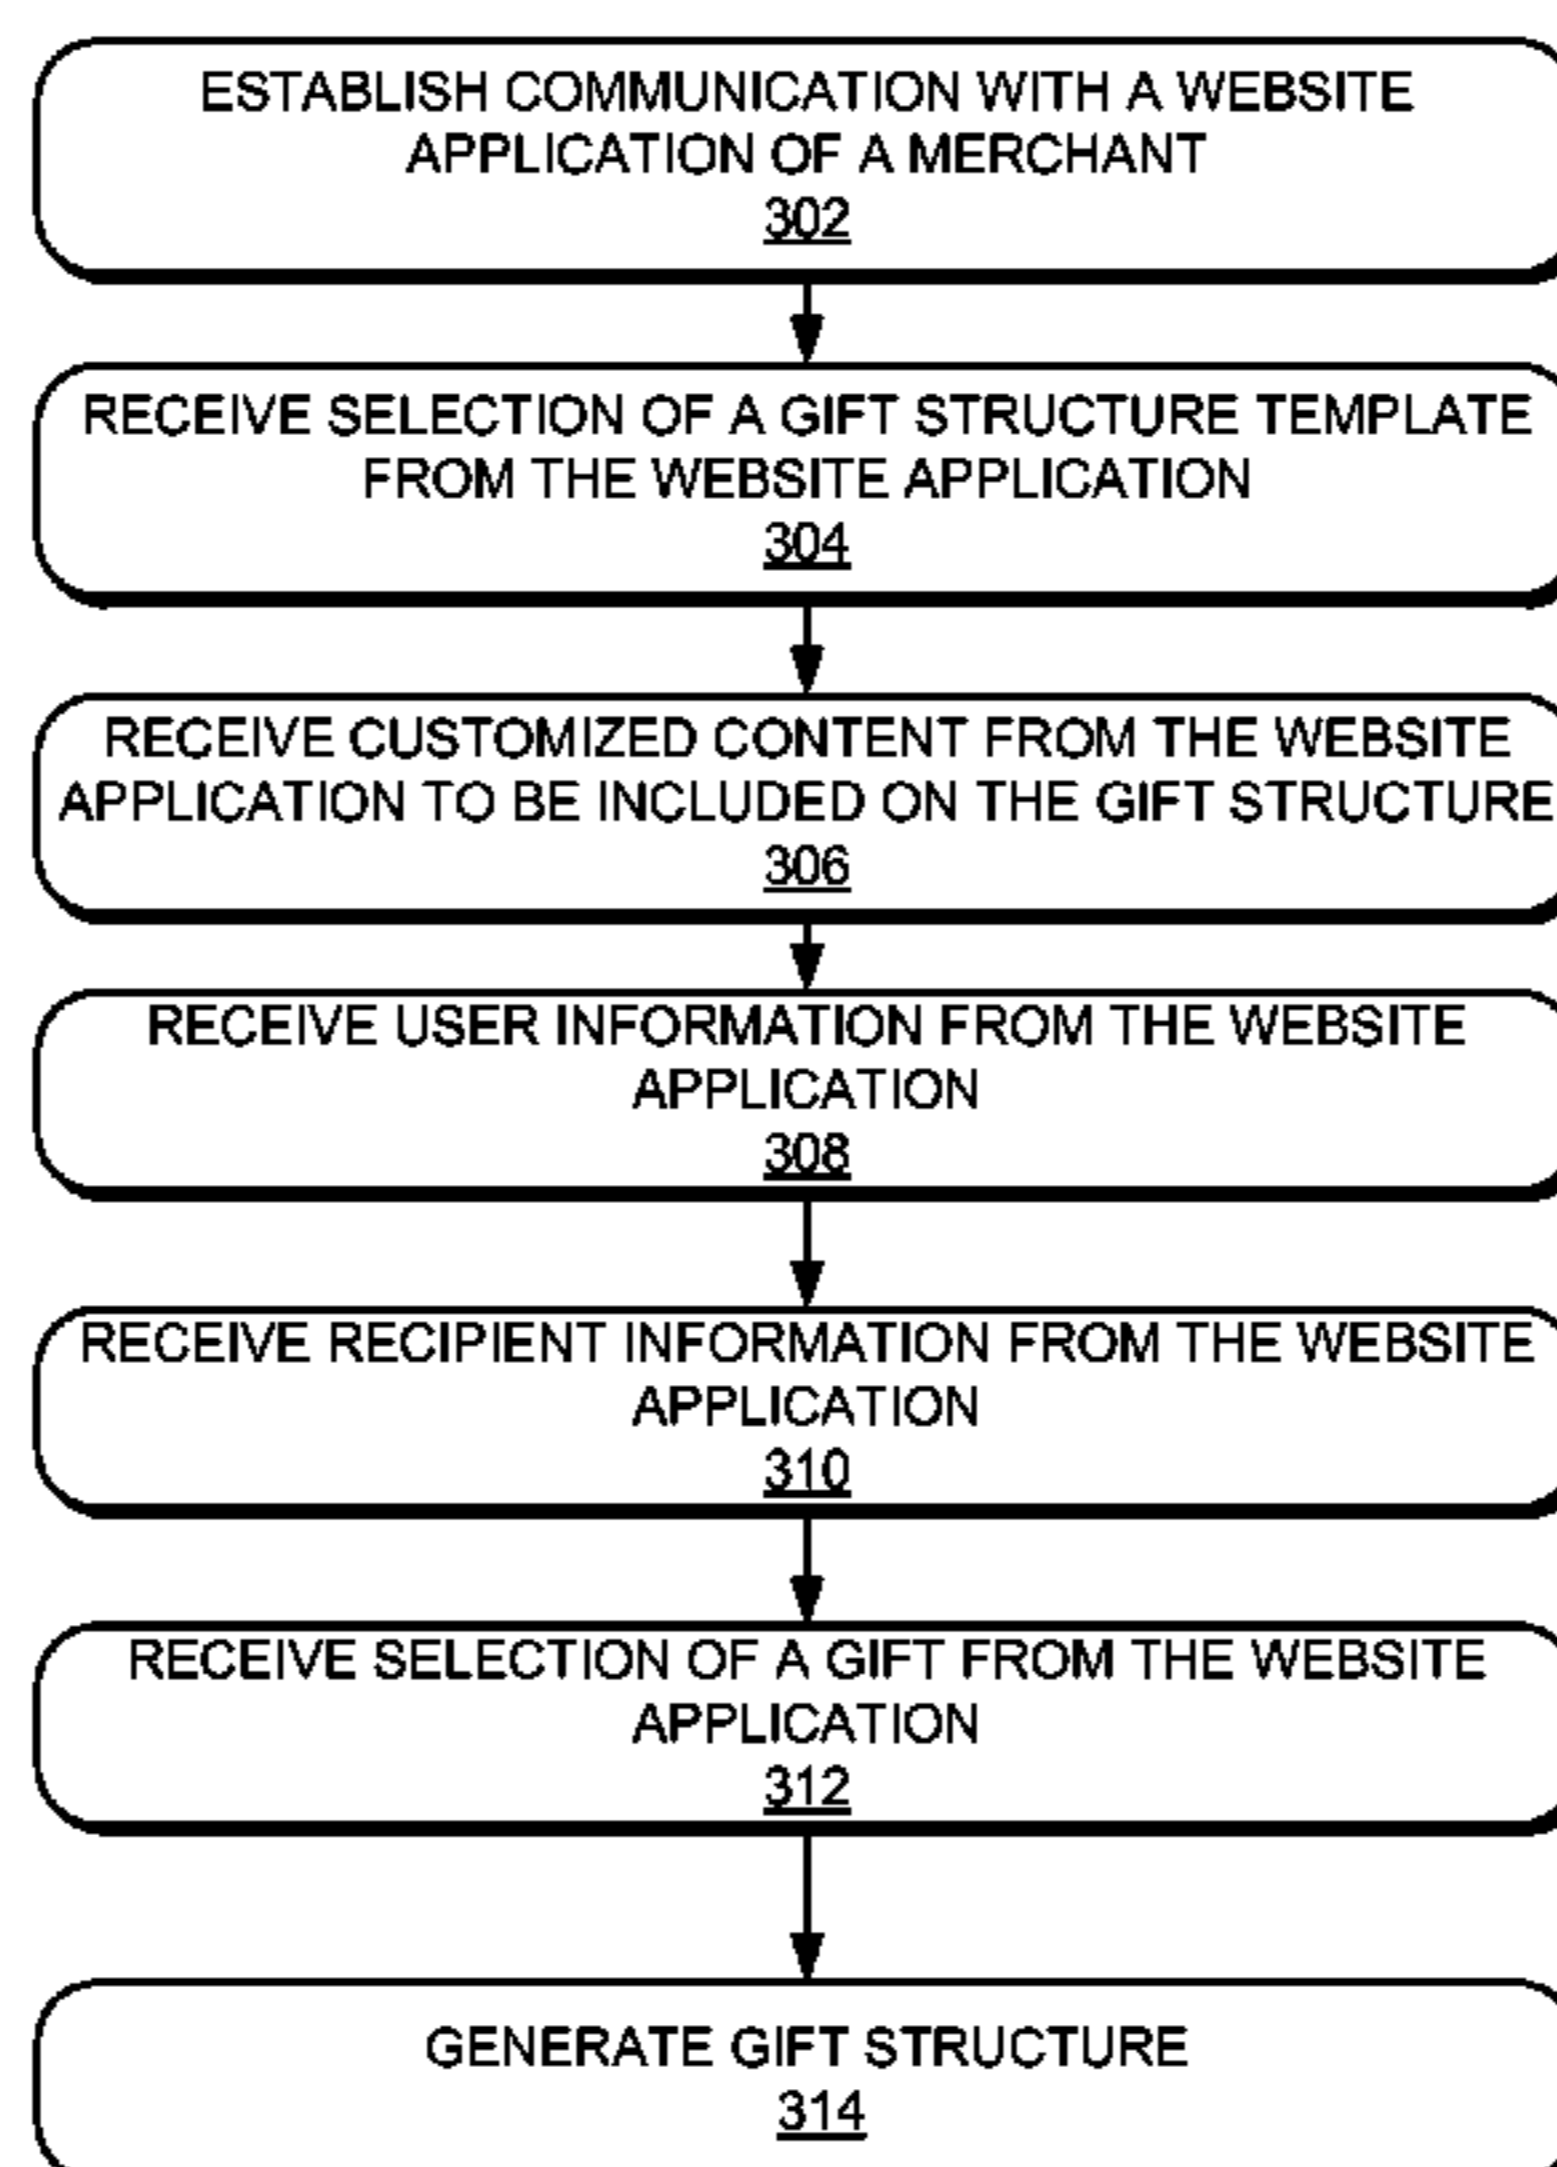 ESTABLISH COMMUNICATION WITH A WEBSITE
APPLICATION OF A MERCHANT
302
RECEIVE SELECTION OF A GIFT STRUCTURE TEMPLATE
FROM THE WEBSITE APPLICATION
304
RECEIVE CUSTOMIZED CONTENT FROM THE WEBSITE
APPLICATION TO BE INCLUDED ON THE GIFT STRUCTURE
306
RECEIVE USER INFORMATION FROM THE WEBSITE
APPLICATION
308
RECEIVE RECIPIENT INFORMATION FROM THE WEBSITE
APPLICATION
310
RECEIVE SELECTION OF A GIFT FROM THE WEBSITE
APPLICATION
312
GENERATE GIFT STRUCTURE
314